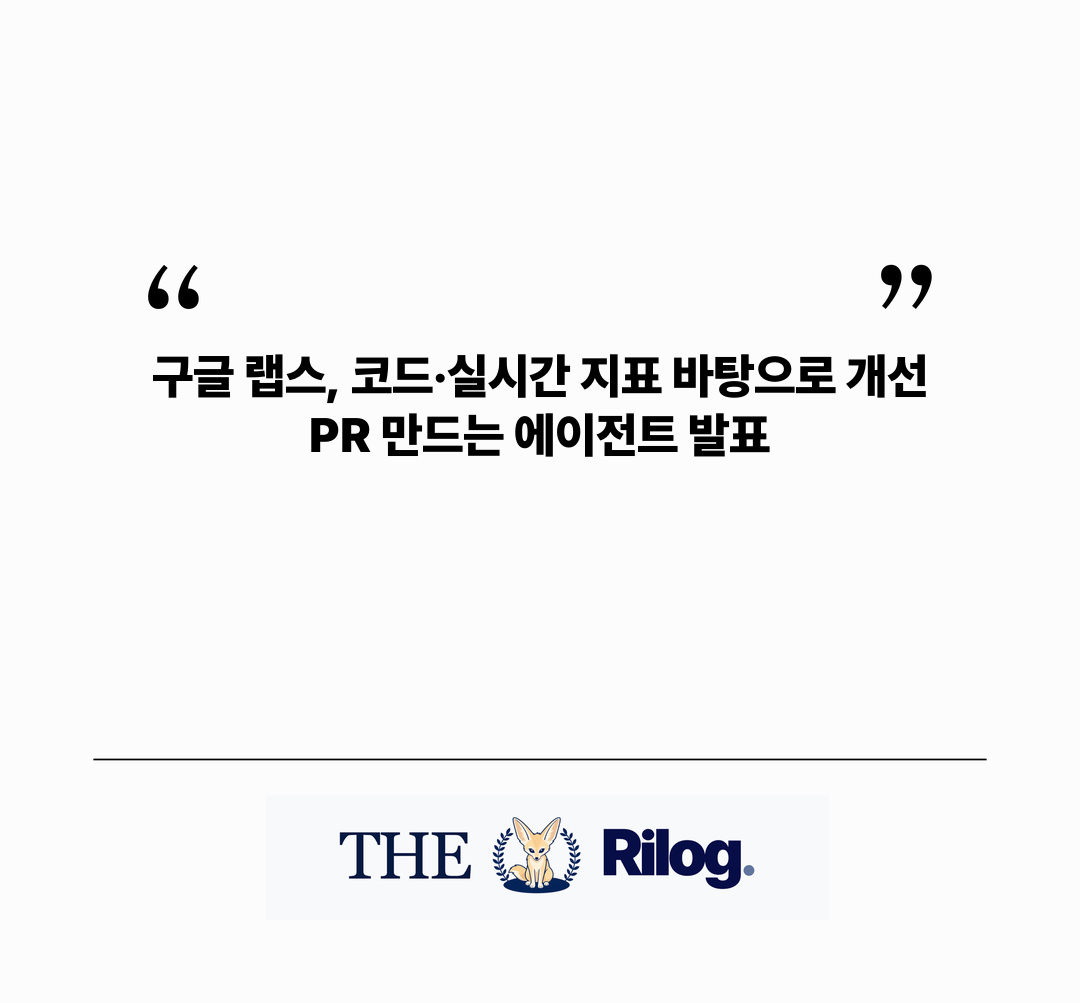 “ ”
구글 랩스, 코드·실시간 지표 바탕으로 개선
PR 만드는 에이전트 발표
THE Rilog.